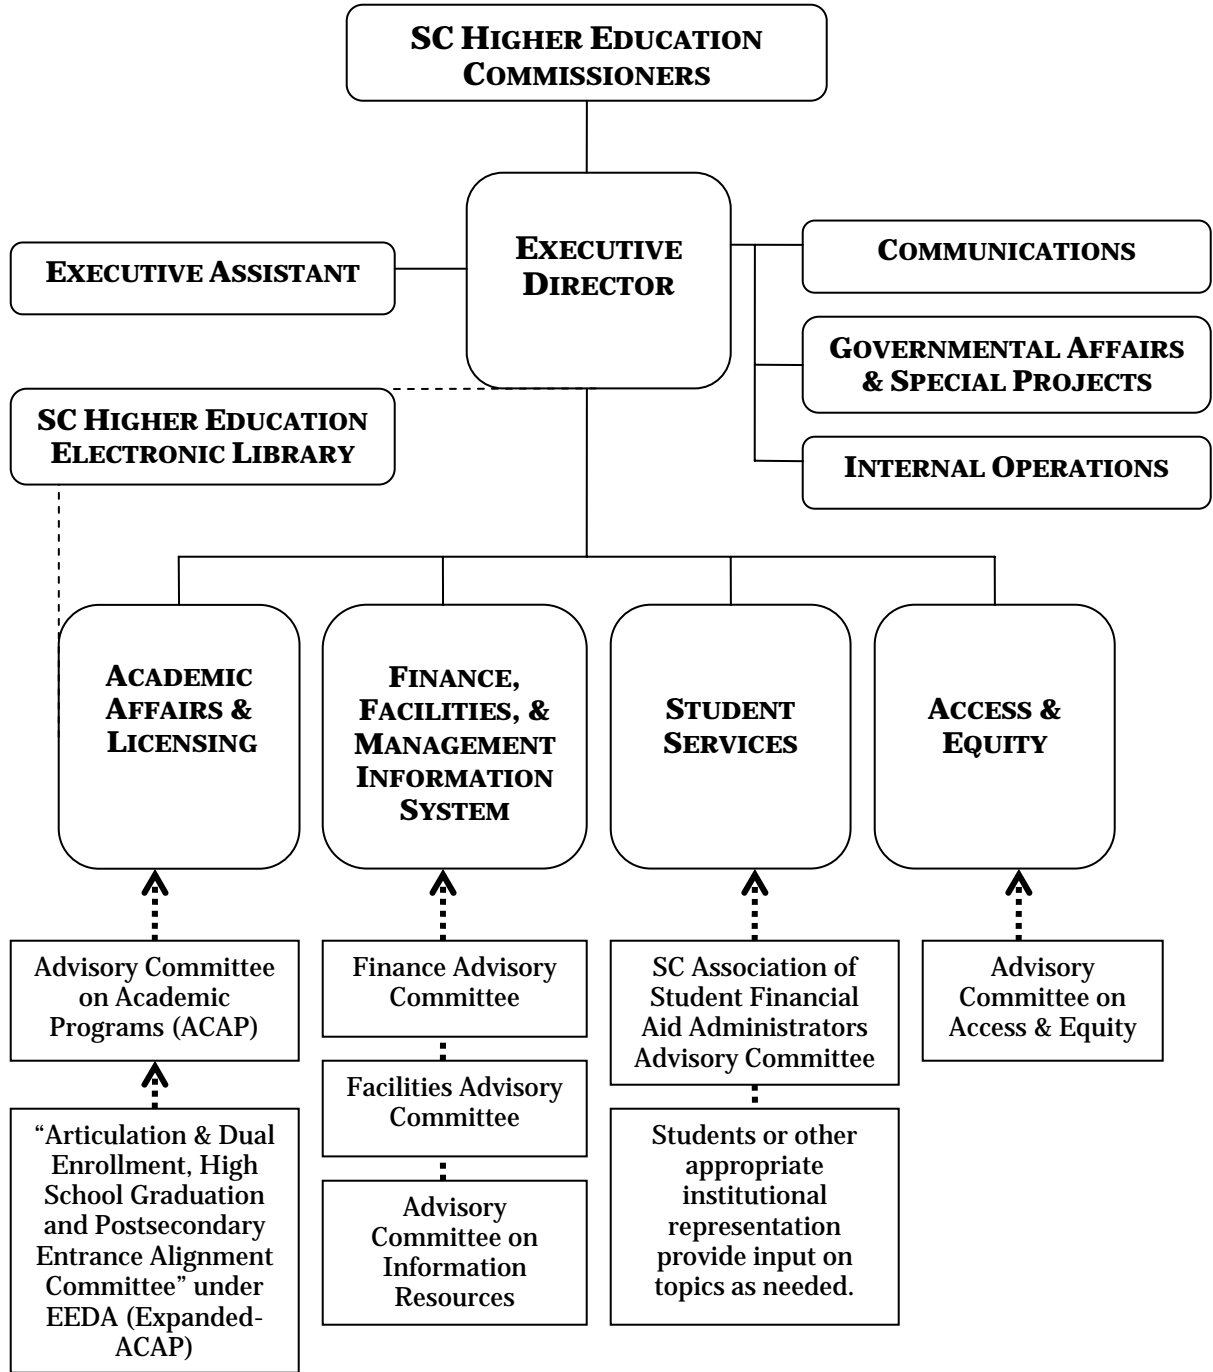 SC HIGHER EDUCATION
COMMISSIONERS
EXECUTIVE
DIRECTOR
EXECUTIVE ASSISTANT
COMMUNICATIONS
GOVERNMENTAL AFFAIRS
& SPECIAL PROJECTS
INTERNAL OPERATIONS
SC HIGHER EDUCATION
ELECTRONIC LIBRARY
ACADEMIC
AFFAIRS &
LICENSING
FINANCE,
FACILITIES, &
MANAGEMENT
INFORMATION
SYSTEM
STUDENT
SERVICES
ACCESS &
EQUITY
Advisory Committee
on Academic
Programs (ACAP)
“Articulation & Dual
Enrollment, High
School Graduation
and Postsecondary
Entrance Alignment
Committee” under
EEDA (Expanded-
ACAP)
Finance Advisory
Committee
Facilities Advisory
Committee
Advisory
Committee on
Information
Resources
SC Association of
Student Financial
Aid Administrators
Advisory Committee
Students or other
appropriate
institutional
representation
provide input on
topics as needed.
Advisory
Committee on
Access & Equity